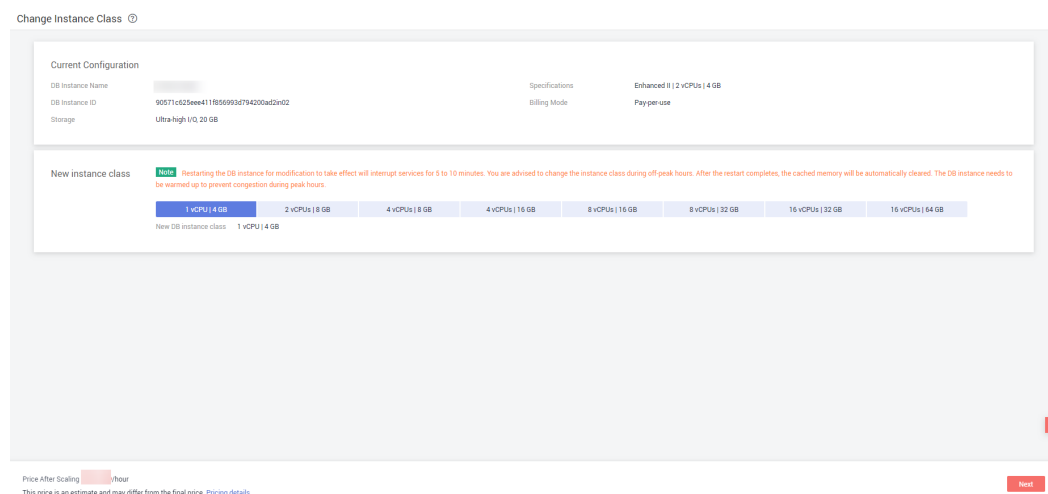 Change Instance Class
Current Configuration
DB Instance Name
Specifications Enhanced II | 2 vCPUs | 4 GB
DB Instance ID 90571c625eee411f856993d794200ad2in02
Billing Mode Pay-per-use
Storage Ultra-high I/O, 20 GB
New instance class
Note Restarting the DB instance for modification to take effect will interrupt services for 5 to 10 minutes. You are advised to change the instance class during off-peak hours. After the restart completes, the cached memory will be automatically cleared. The DB instance needs to
be warmed up to prevent congestion during peak hours.
1 vCPU | 4 GB 2 vCPUs | 8 GB 4 vCPUs | 8 GB 4 vCPUs | 16 GB 8 vCPUs | 16 GB 8 vCPUs | 32 GB 16 vCPUs | 32 GB 16 vCPUs | 64 GB
New DB instance class 1 vCPU | 4 GB
Price After Scaling /hour
Next
This price is an estimate and may differ from the final price. Pricing details